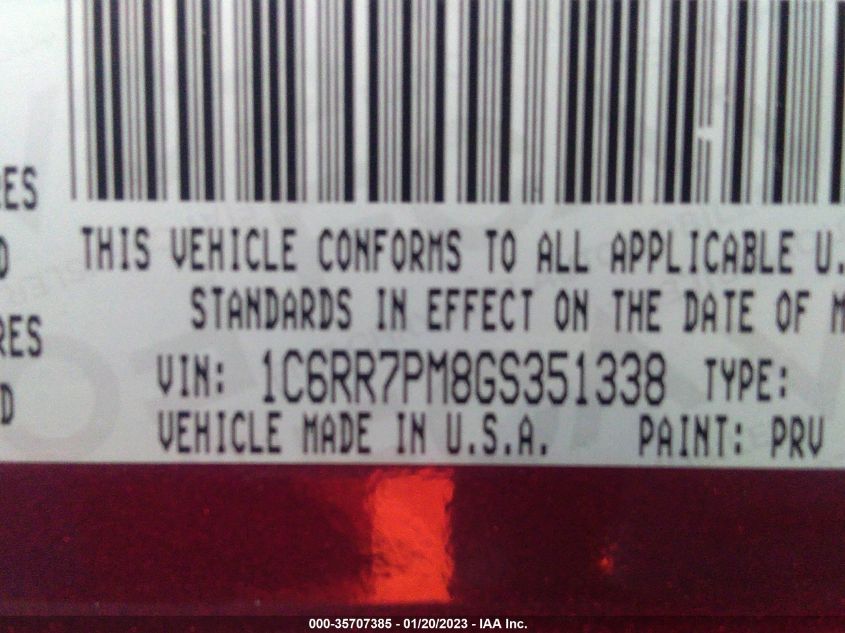 ES
THIS VEHICLE CONFORMS TO ALL APPLICABLE U.
D
STANDARDS IN EFFECT ON THE DATE OF M
RES
VIN: 1C6RR7PM8GS351338 TYPE:
D
VEHICLE MADE IN U.S.A. PAINT: PRV
000-35707385 - 01/20/2023 - IAA Inc.